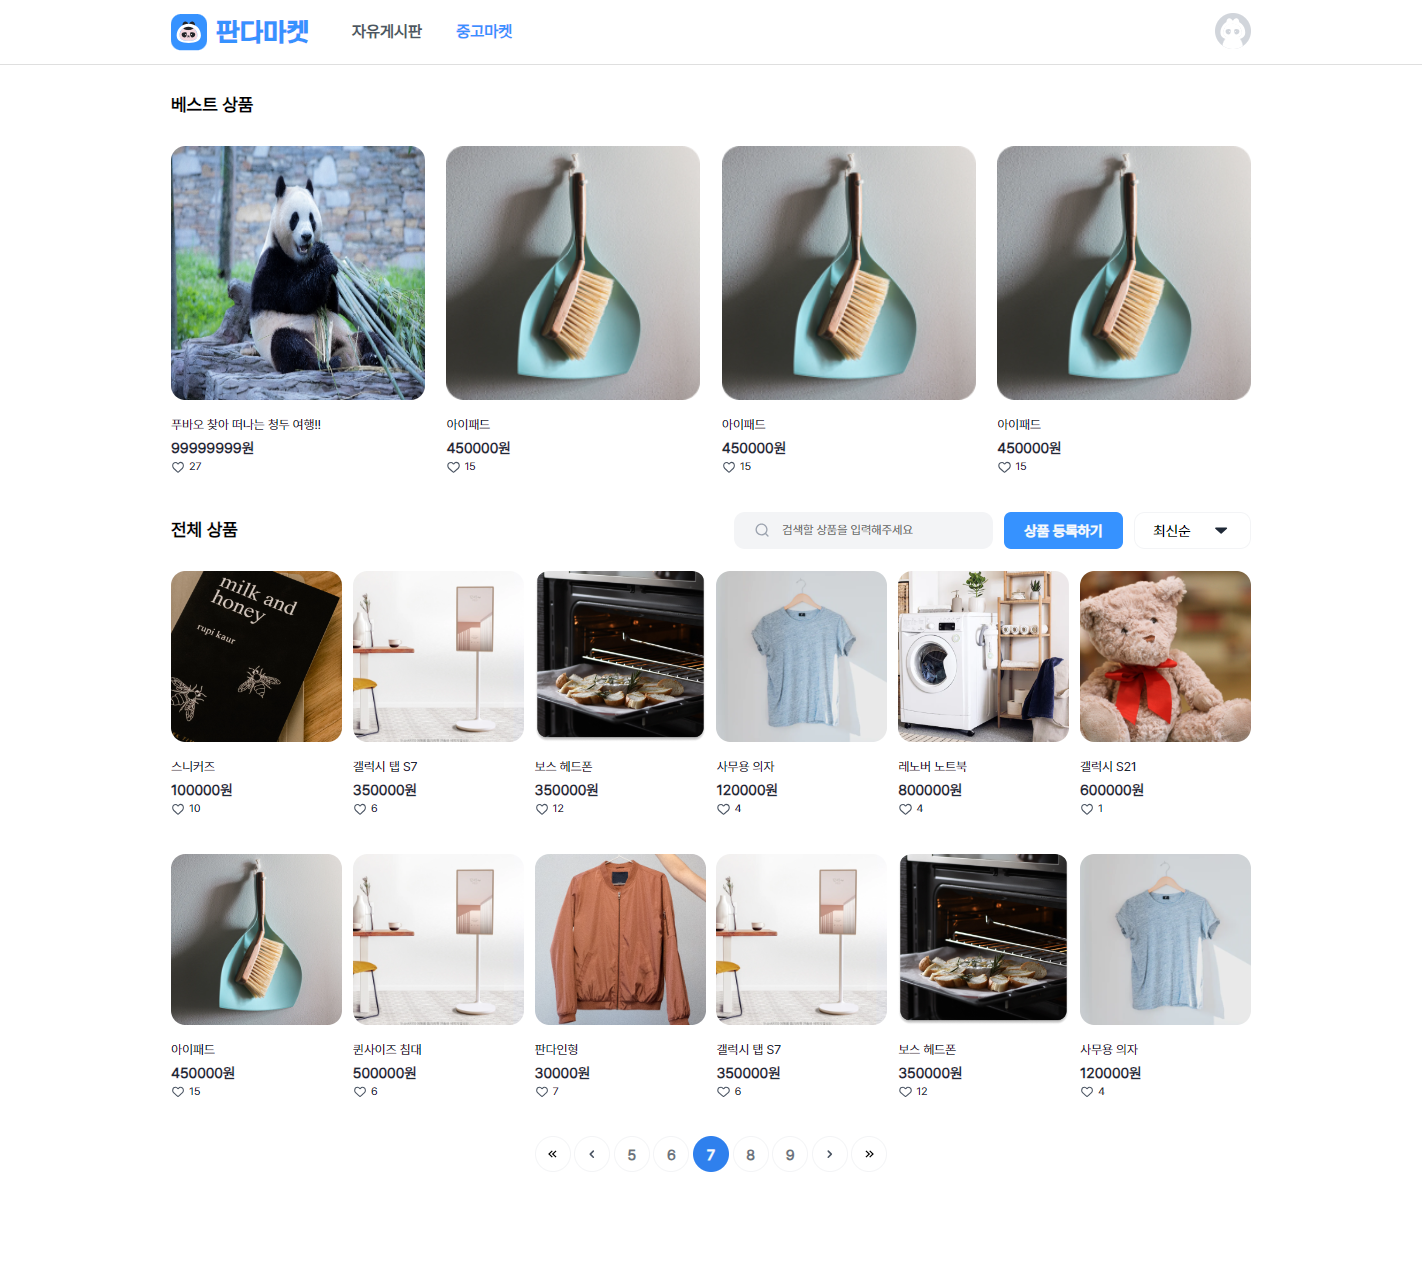 판다마켓
자유게시판
중고마켓
베스트 상품
푸바오 찾아 떠나는 청두 여행!!
99999999원
27
아이패드
450000원
15
아이패드
450000원
15
아이패드
450000원
15
전체 상품
검색할 상품을 입력해주세요
상품 등록하기
최신순
milk and
honey
rupi kaur
스니커즈
100000원
10
갤럭시 탭 S7
350000원
6
보스 헤드폰
350000원
12
사무용 의자
120000원
4
레노버 노트북
800000원
4
갤럭시 S21
600000원
1
아이패드
450000원
15
퀸사이즈 침대
500000원
6
판다인형
30000원
7
갤럭시 탭 S7
350000원
6
보스 헤드폰
350000원
12
사무용 의자
120000원
4
« ‹ 5 6 7 8 9 › »